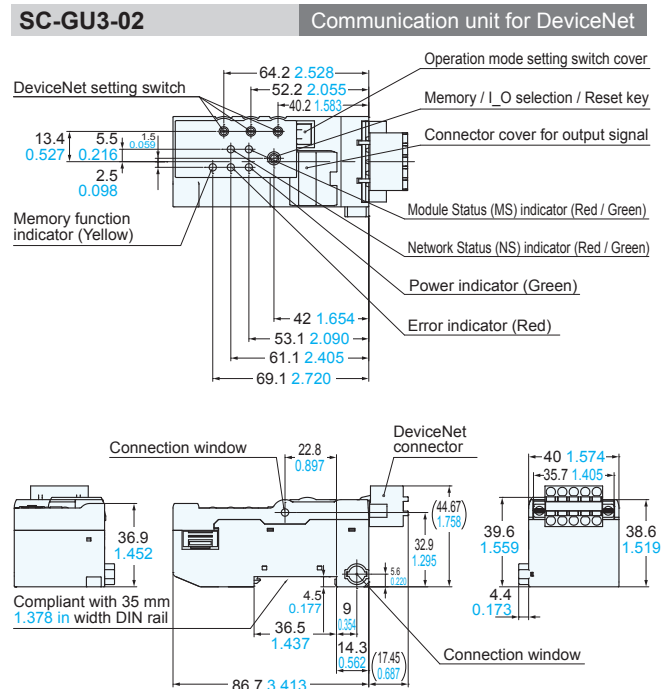 SC-GU3-02
Communication unit for DeviceNet
64.2 2.528
Operation mode setting switch cover
DeviceNet setting switch
52.2 2.055
Memory / I_O selection / Reset key
40.2 1.583
Connector cover for output signal
13.4
0.527
5.5
0.216
1.5
0.059
2.5
0.098
Memory function
indicator (Yellow)
Module Status (MS) indicator (Red / Green)
Network Status (NS) indicator (Red / Green)
Power indicator (Green)
Error indicator (Red)
42 1.654
53.1 2.090
61.1 2.405
69.1 2.720
Connection window
22.8
0.897
DeviceNet
connector
40 1.574
35.7 1.405
(44.67)
1.758
36.9
1.452
32.9
1.295
39.6
1.559
38.6
1.519
5.6
0.220
4.5
0.177
9
0.354
4.4
0.173
Compliant with 35 mm
1.378 in width DIN rail
36.5
1.437
14.3
0.562
(17.45)
0.687
Connection window
86.7 3.413